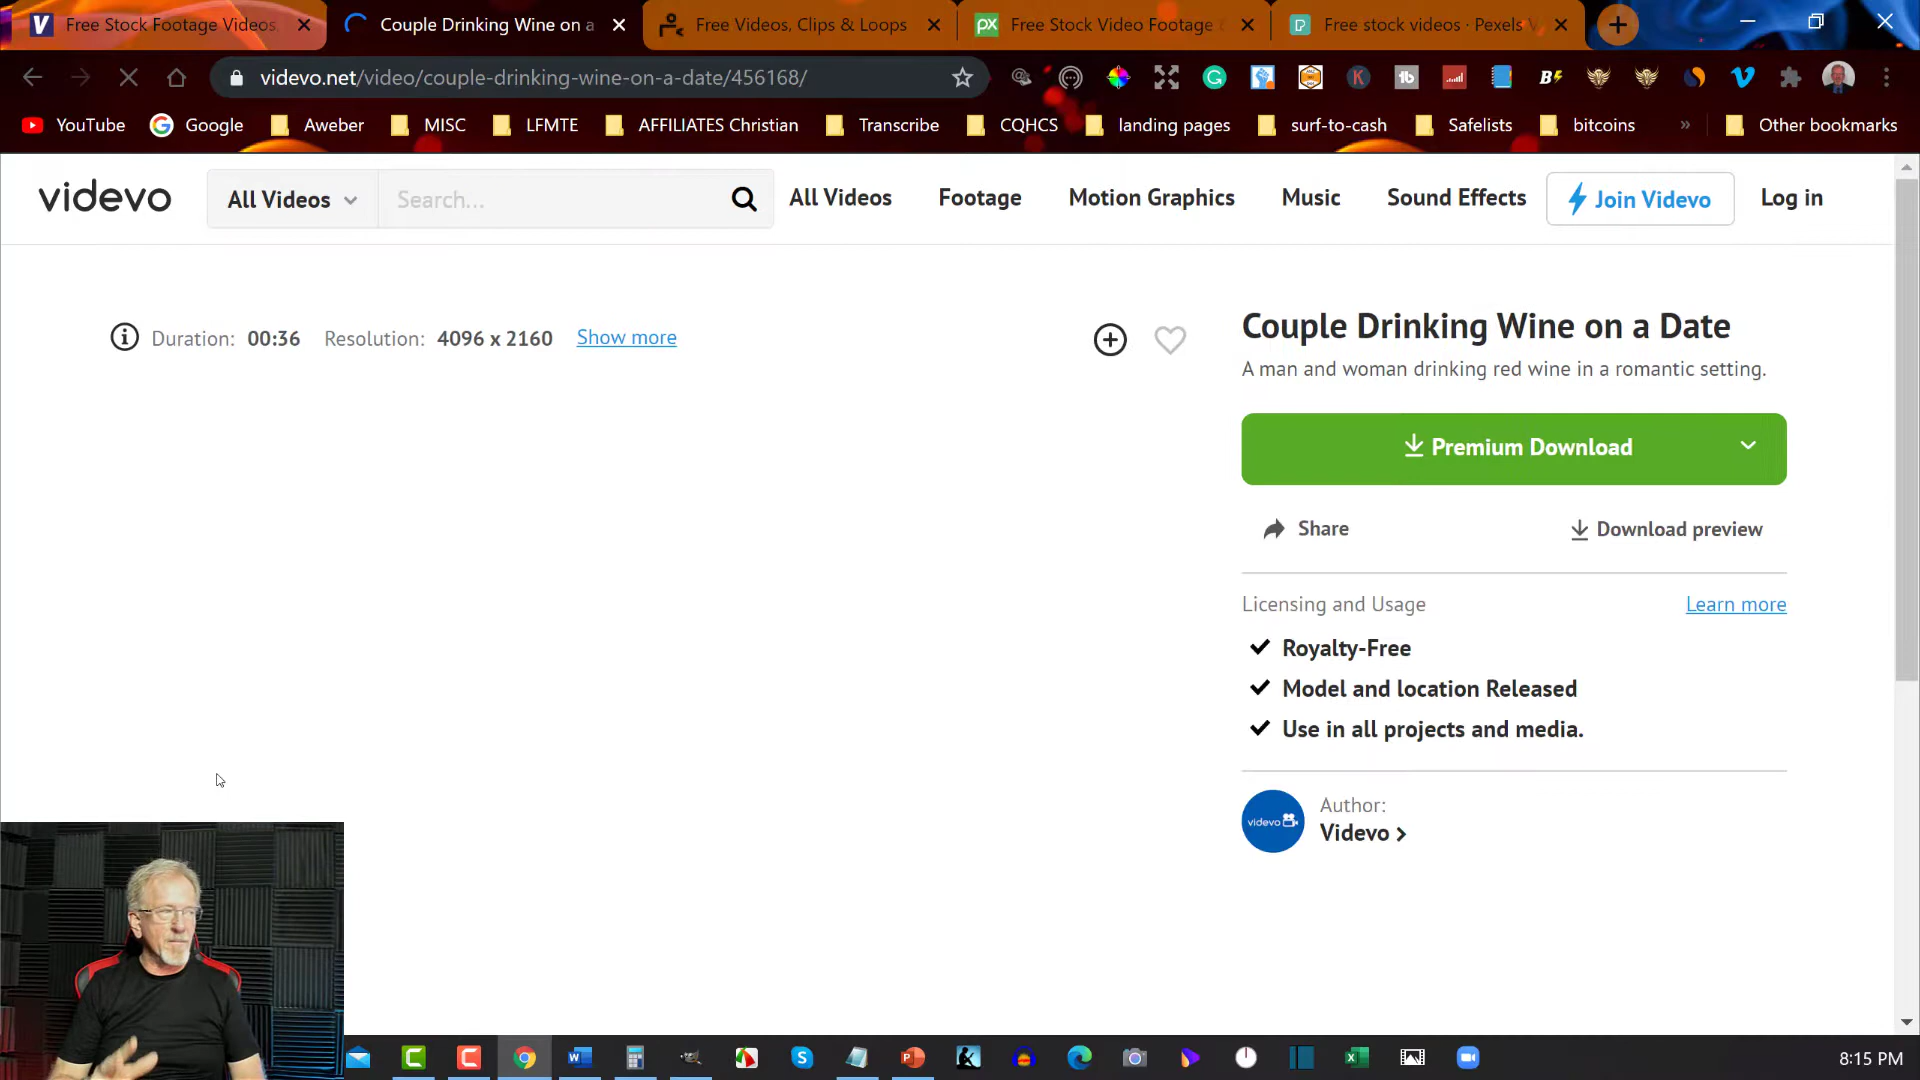 Free Stock Footage Videos
Couple Drinking Wine on a
Free Videos, Clips & Loops
px
Free Stock Video Footage
Free stock videos · Pexels V
videvo.net/video/couple-drinking-wine-on-a-date/456168/
YouTube
Google
Aweber
MISC
LFMTE
AFFILIATES Christian
Transcribe
CQHCS
landing pages
surf-to-cash
Safelists
bitcoins
»
Other bookmarks
videvo
All Videos
Search...
All Videos
Footage
Motion Graphics
Music
Sound Effects
Join Videvo
Log in
Duration: 00:36 Resolution: 4096 x 2160 Show more
Couple Drinking Wine on a Date
A man and woman drinking red wine in a romantic setting.
Premium Download
Share
Download preview
Licensing and Usage
Learn more
Royalty-Free
Model and location Released
Use in all projects and media.
videvo
Author:
Videvo
8:15 PM